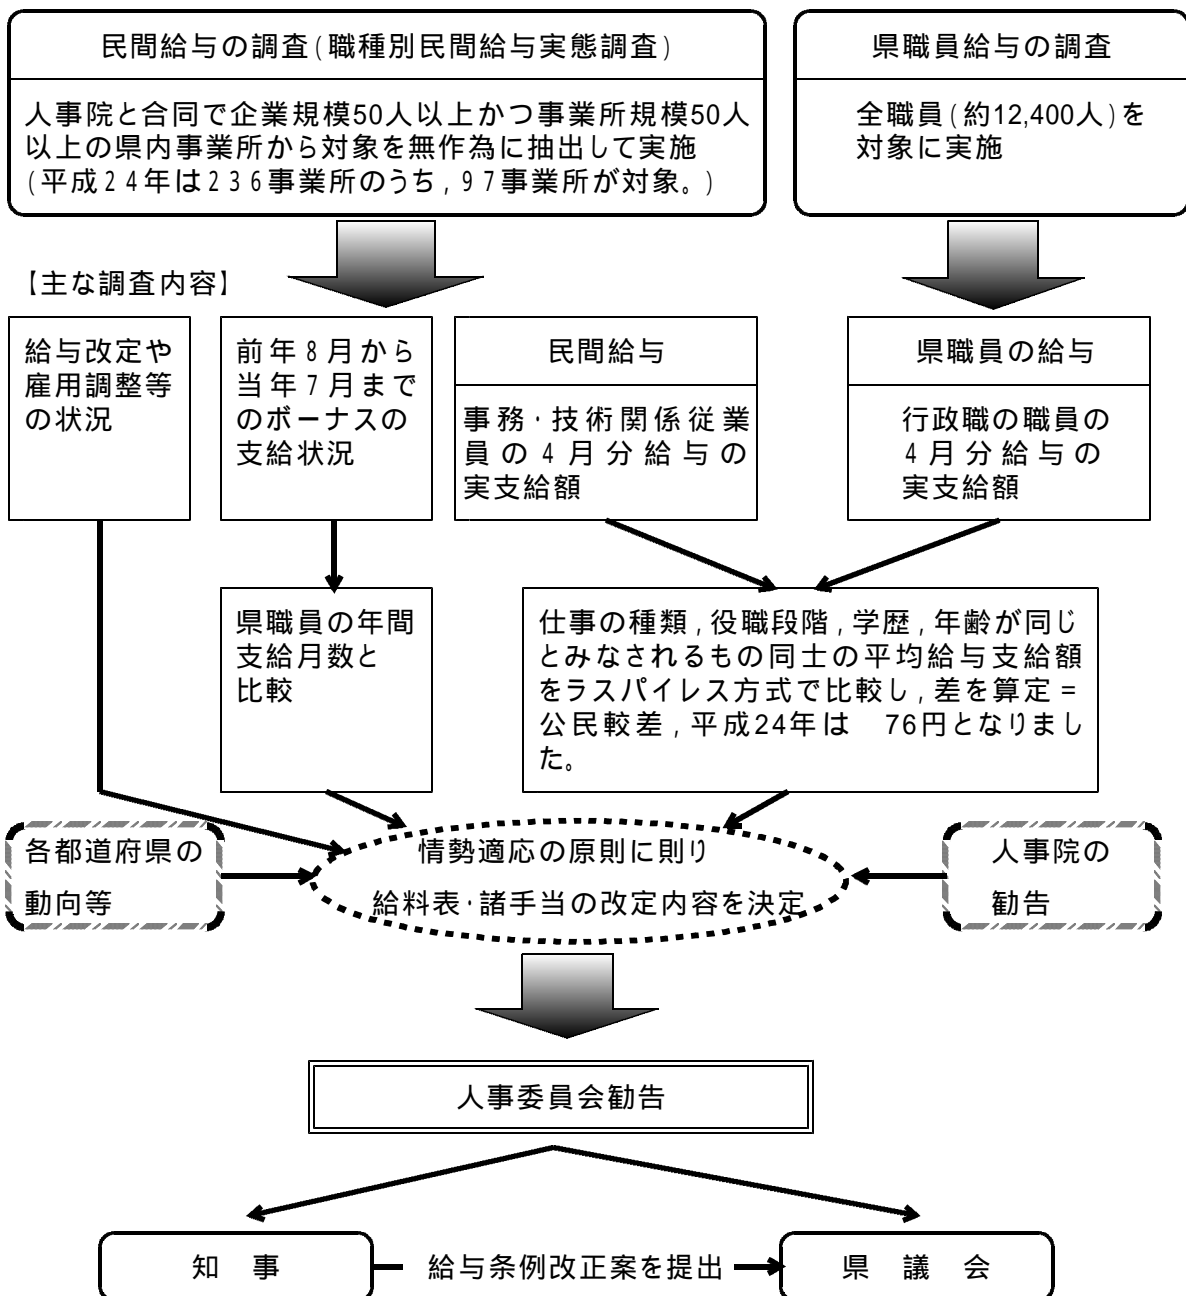 民間給与の調査(職種別民間給与実態調査)
人事院と合同で企業規模50人以上かつ事業所規模50人
以上の県内事業所から対象を無作為に抽出して実施
(平成24年は236事業所のうち,97事業所が対象。)
県職員給与の調査
全職員(約12,400人)を
対象に実施
【主な調査内容】
給与改定や
雇用調整等
の状況
前年8月から
当年7月まで
のボーナスの
支給状況
民間給与
事務・技術関係従業
員の4月分給与の
実支給額
県職員の給与
行政職の職員の
4月分給与の
実支給額
県職員の年間
支給月数と
比較
仕事の種類,役職段階,学歴,年齢が同じ
とみなされるもの同士の平均給与支給額
をラスパイレス方式で比較し,差を算定=
公民較差,平成24年は　76円となりまし
た。
各都道府県の
動向等
情勢適応の原則に則り
給料表・諸手当の改定内容を決定
人事院の
勧告
人事委員会勧告
知　事
給与条例改正案を提出
県　議　会